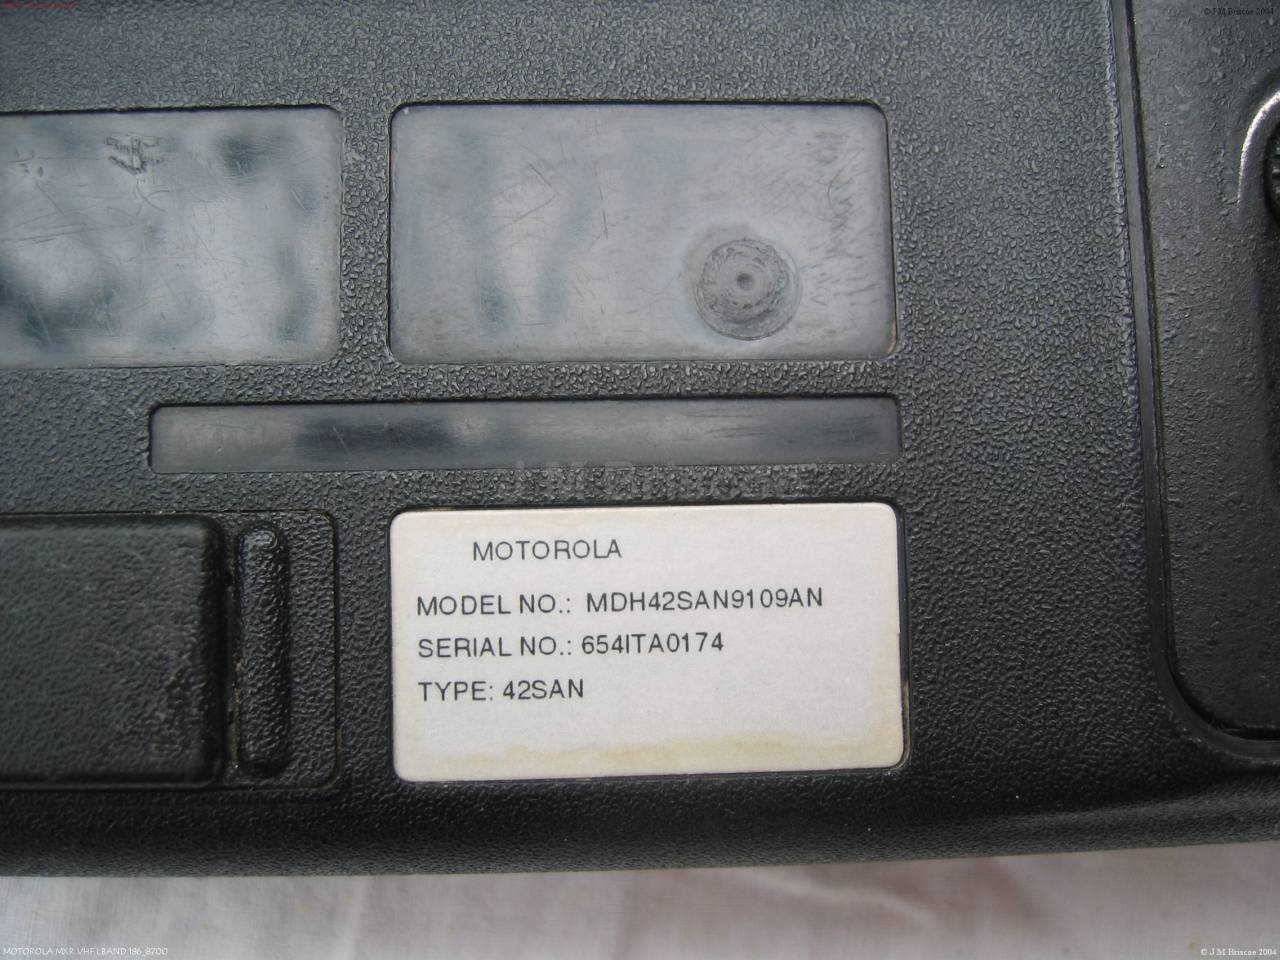 © J M Briscoe 2004
MOTOROLA
MODEL NO.: MDH42SAN9109AN
SERIAL NO.: 654ITA0174
TYPE: 42SAN
MOTOROLA MXR VHF LBAND 186_8700
© J M Briscoe 2004